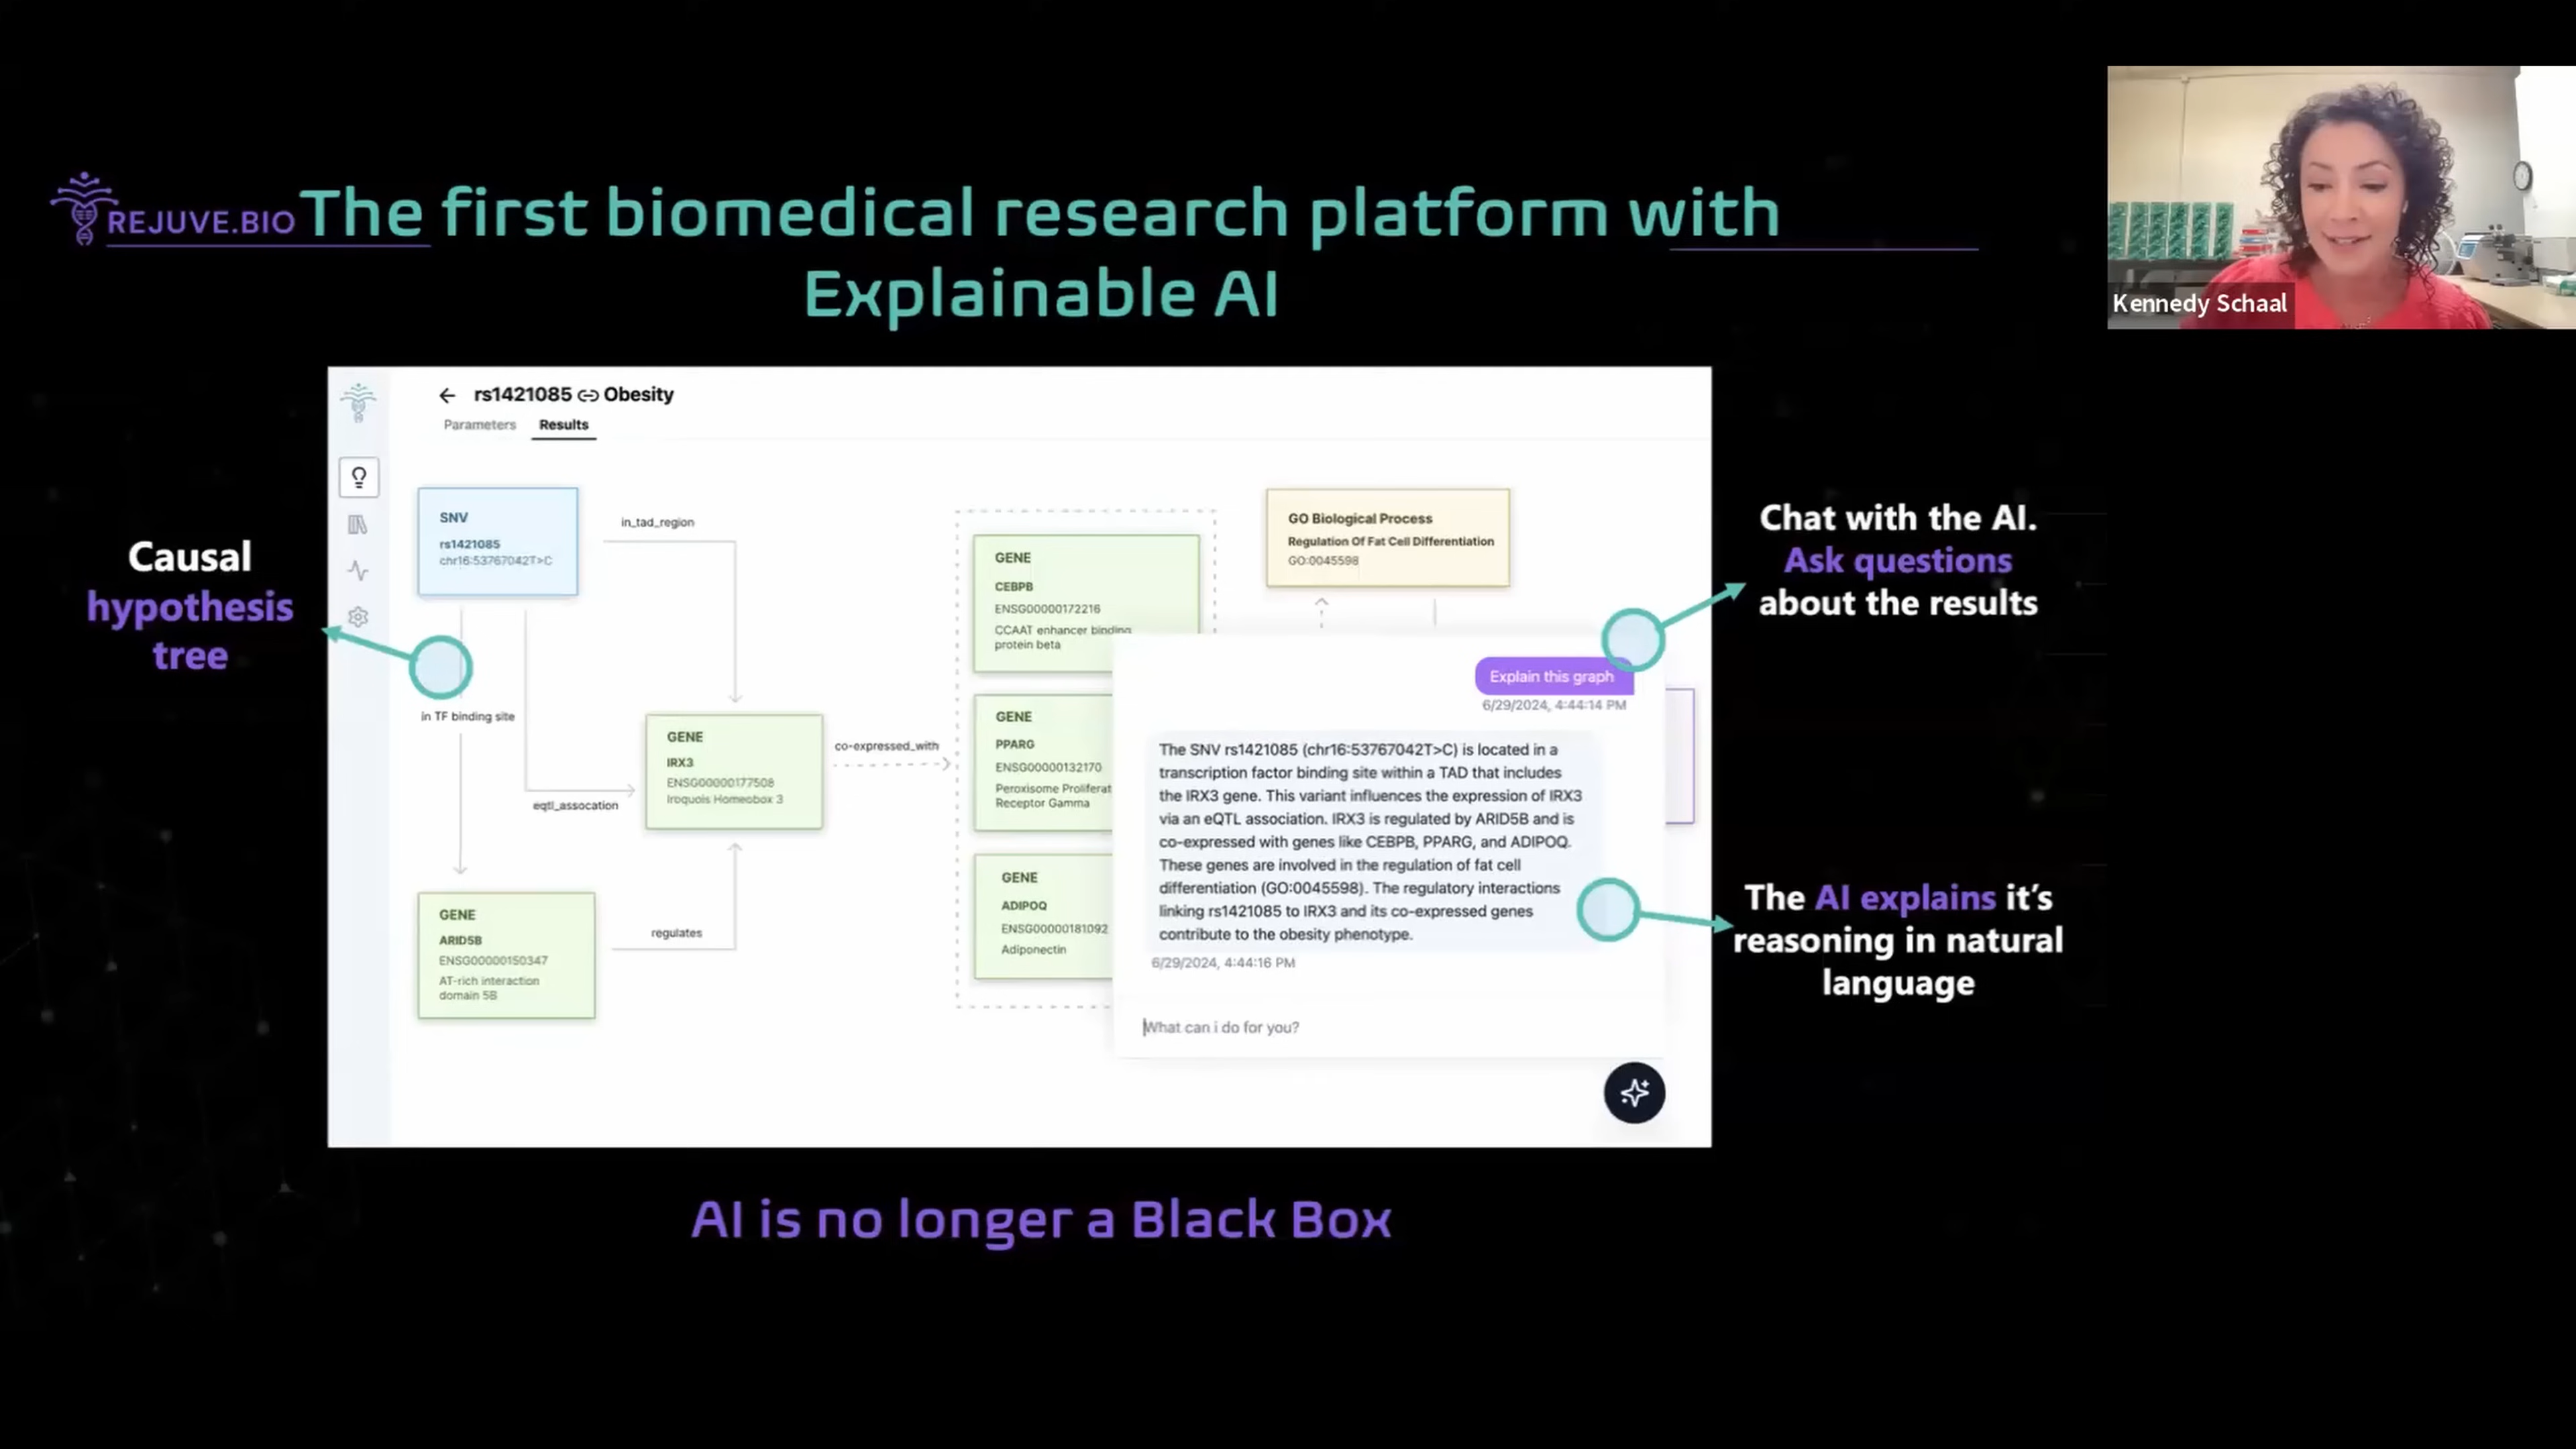 REJUVE.BIO
The first biomedical research platform with
Explainable AI
Kennedy Schaal
rs1421085 Obesity
Parameters Results
Causal
hypothesis
tree
SNV
rs1421085
chr16:53767042T>C
in_tad_region
in TF binding site
eqtl_assocation
GENE
IRX3
ENSG00000177508
Iroquois Homeobox 3
co-expressed_with
GENE
ARID5B
ENSG00000150347
AT-rich interaction
domain 5B
regulates
GENE
CEBPB
ENSG00000172216
CCAAT enhancer binding
protein beta
GENE
PPARG
ENSG00000132170
Peroxisome Proliferat
Receptor Gamma
GENE
ADIPOQ
ENSG00000181092
Adiponectin
GO Biological Process
Regulation Of Fat Cell Differentiation
GO:0045598
Explain this graph
6/29/2024, 4:44:14 PM
The SNV rs1421085 (chr16:53767042T>C) is located in a
transcription factor binding site within a TAD that includes
the IRX3 gene. This variant influences the expression of IRX3
via an eQTL association. IRX3 is regulated by ARID5B and is
co-expressed with genes like CEBPB, PPARG, and ADIPOQ.
These genes are involved in the regulation of fat cell
differentiation (GO:0045598). The regulatory interactions
linking rs1421085 to IRX3 and its co-expressed genes
contribute to the obesity phenotype.
6/29/2024, 4:44:16 PM
What can i do for you?
Chat with the AI.
Ask questions
about the results
The AI explains it's
reasoning in natural
language
AI is no longer a Black Box